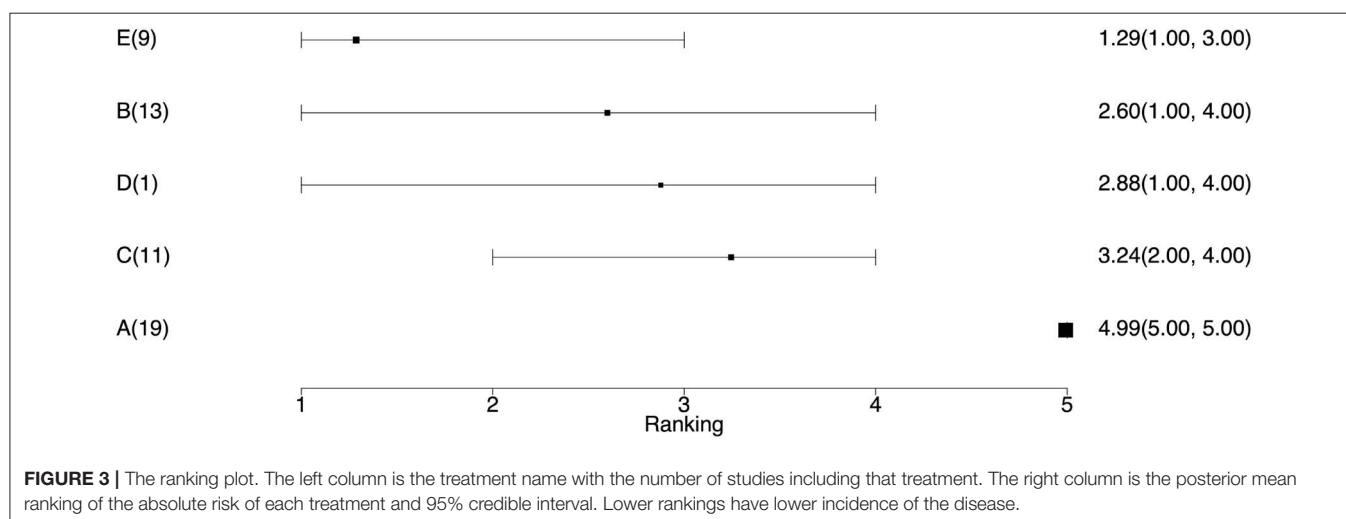 E(9) 1.29(1.00, 3.00)
B(13) 2.60(1.00, 4.00)
D(1) 2.88(1.00, 4.00)
C(11) 3.24(2.00, 4.00)
A(19) 4.99(5.00, 5.00)
1 2 3 4 5
Ranking
FIGURE 3 | The ranking plot. The left column is the treatment name with the number of studies including that treatment. The right column is the posterior mean
ranking of the absolute risk of each treatment and 95% credible interval. Lower rankings have lower incidence of the disease.